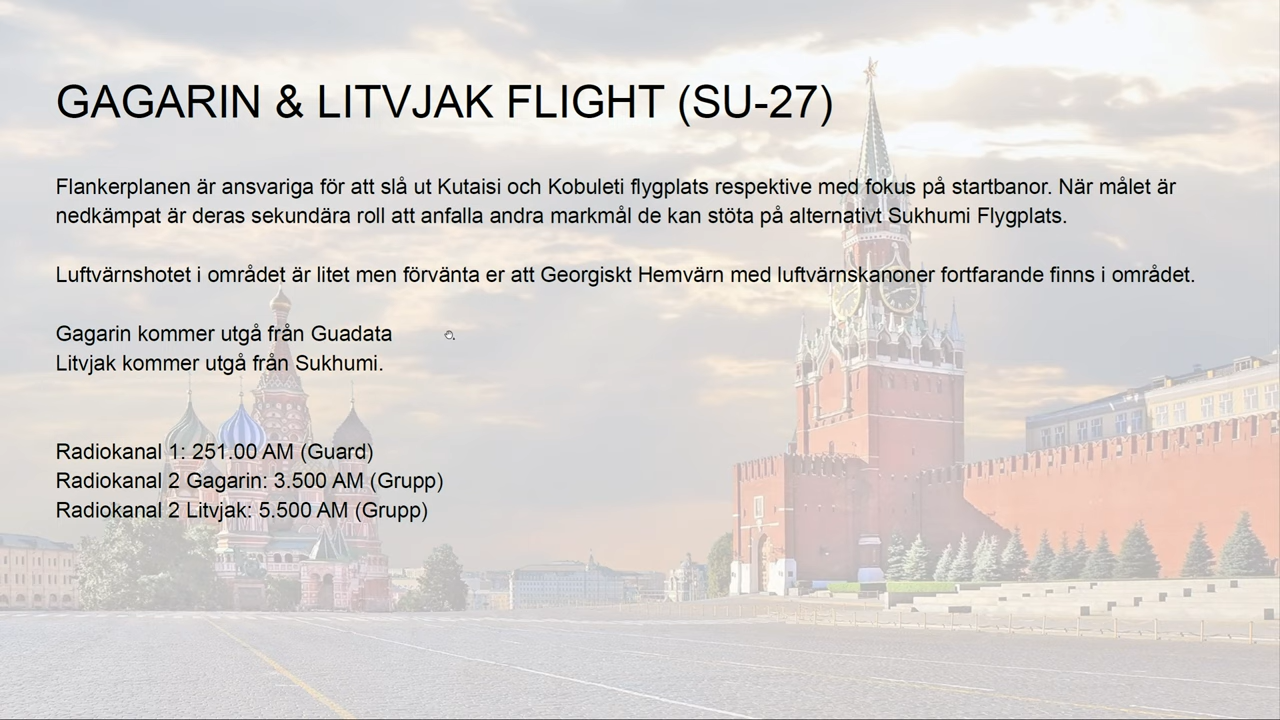 GAGARIN & LITVJAK FLIGHT (SU-27)
Flankerplanen är ansvariga för att slå ut Kutaisi och Kobuleti flygplats respektive med fokus på startbanor. När målet är
nedkämpat är deras sekundära roll att anfalla andra markmål de kan stöta på alternativt Sukhumi Flygplats.
Luftvärnshotet i området är litet men förvänta er att Georgiskt Hemvärn med luftvärnskanoner fortfarande finns i området.
Gagarin kommer utgå från Guadata
Litvjak kommer utgå från Sukhumi.
Radiokanal 1: 251.00 AM (Guard)
Radiokanal 2 Gagarin: 3.500 AM (Grupp)
Radiokanal 2 Litvjak: 5.500 AM (Grupp)